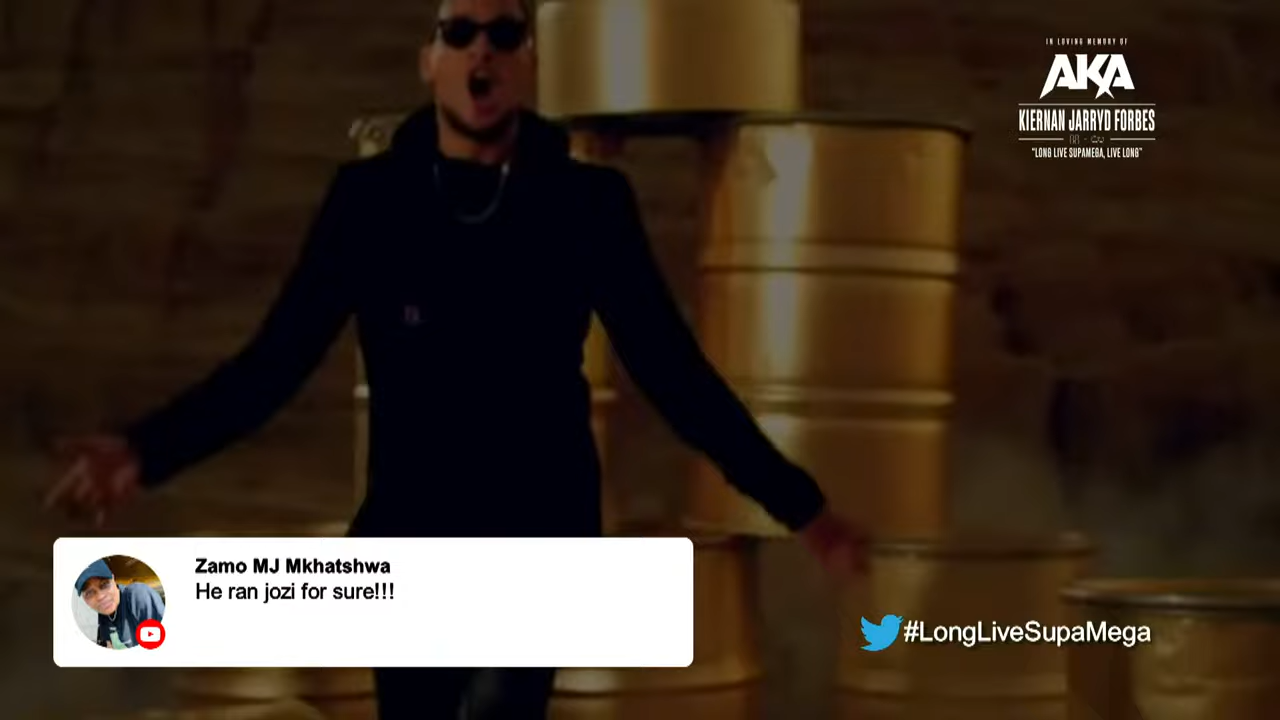 IN LOVING MEMORY OF
AKA
KIERNAN JARRYD FORBES
"LONG LIVE SUPAMEGA, LIVE LONG"
Zamo MJ Mkhatshwa
He ran jozi for sure!!!
#LongLiveSupaMega